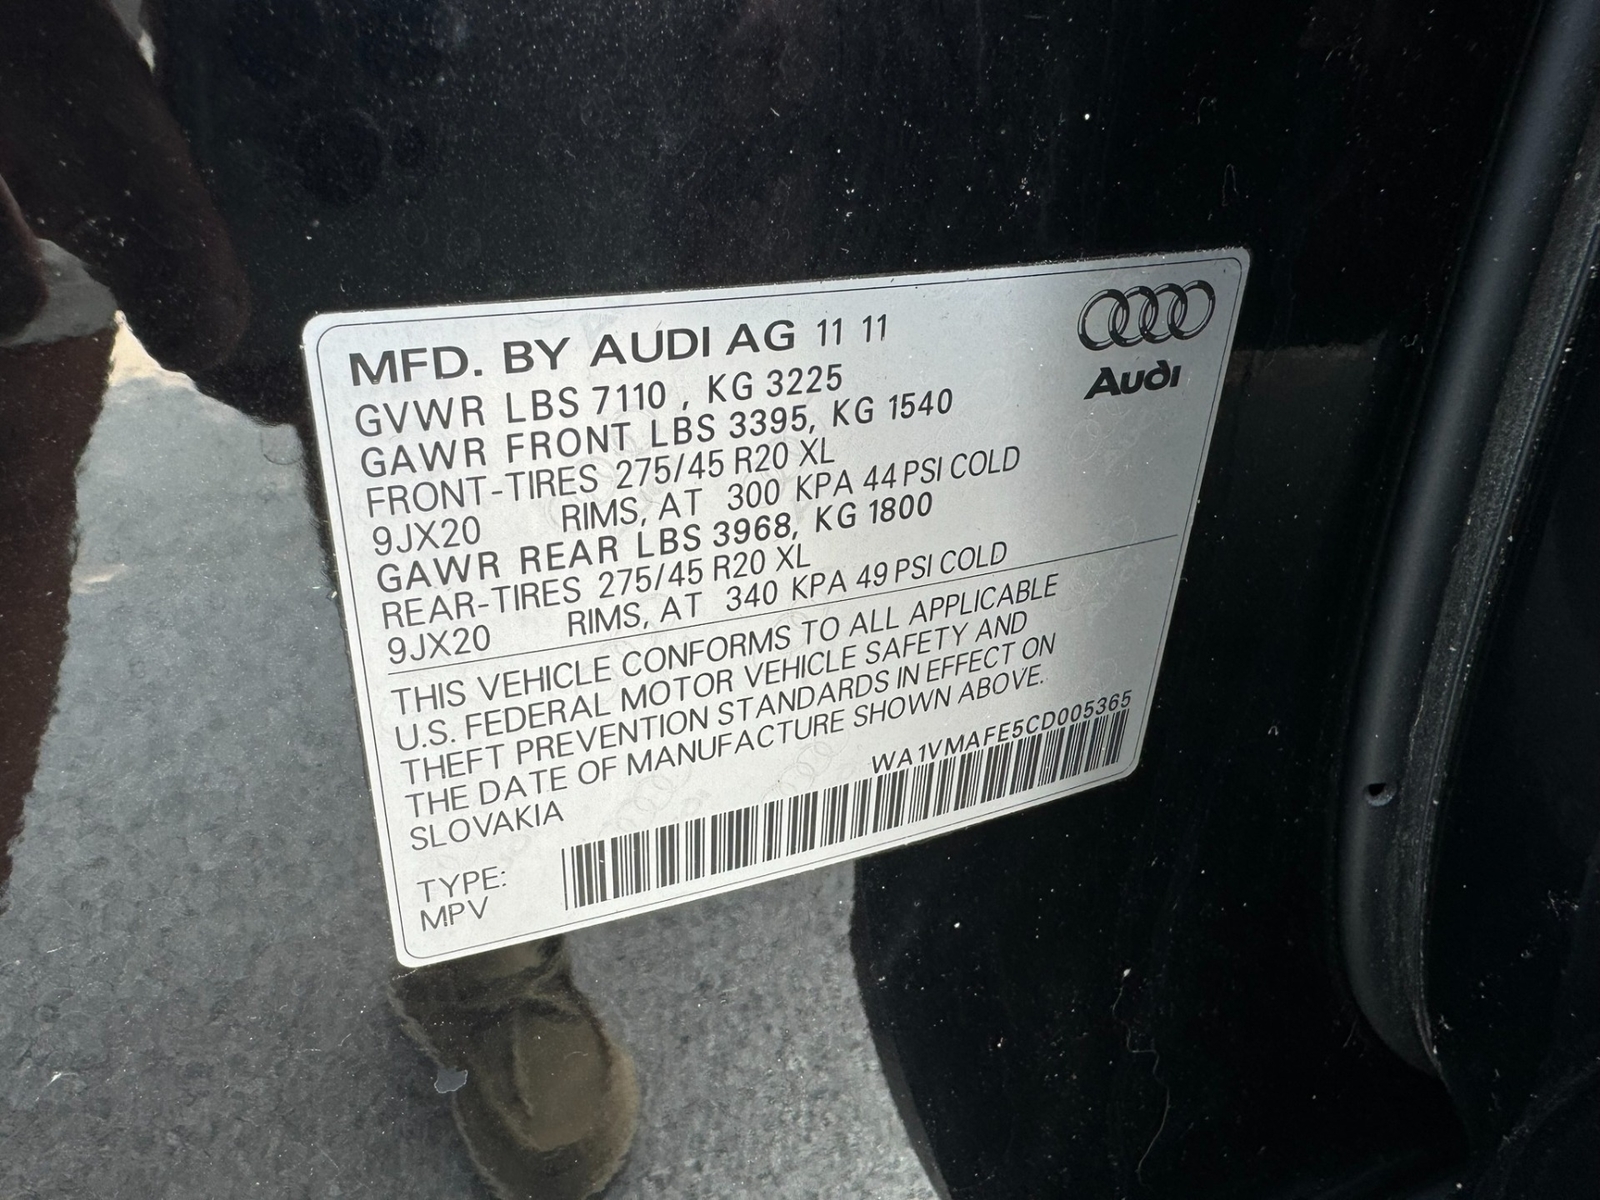 MFD. BY AUDI AG 11 11
GVWR LBS 7110 , KG 3225
GAWR FRONT LBS 3395, KG 1540
FRONT-TIRES 275/45 R20 XL
9JX20 RIMS, AT 300 KPA 44 PSI COLD
GAWR REAR LBS 3968, KG 1800
REAR-TIRES 275/45 R20 XL
9JX20 RIMS, AT 340 KPA 49 PSI COLD
THIS VEHICLE CONFORMS TO ALL APPLICABLE
U.S. FEDERAL MOTOR VEHICLE SAFETY AND
THEFT PREVENTION STANDARDS IN EFFECT ON
THE DATE OF MANUFACTURE SHOWN ABOVE.
SLOVAKIA
WA1VMAFE5CD005365
TYPE:
MPV
Audi